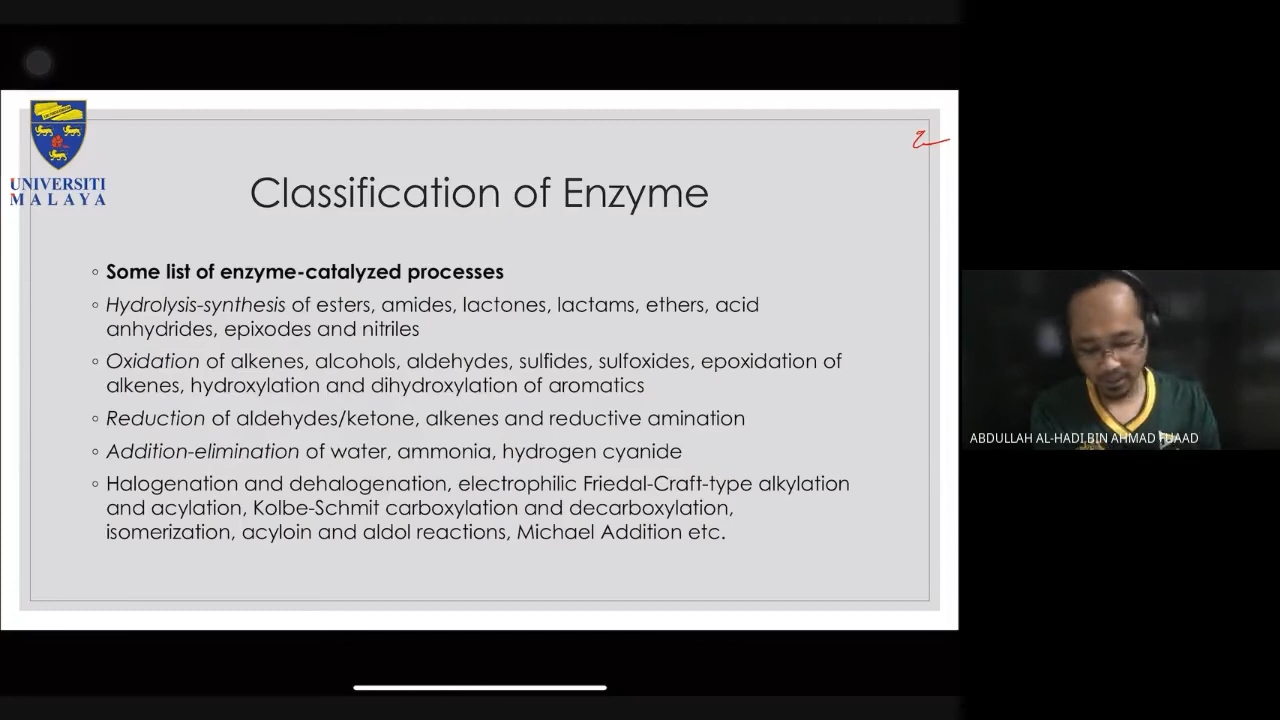 UNIVERSITI
MALAYA
Classification of Enzyme
Some list of enzyme-catalyzed processes
Hydrolysis-synthesis of esters, amides, lactones, lactams, ethers, acid
anhydrides, epixodes and nitriles
Oxidation of alkenes, alcohols, aldehydes, sulfides, sulfoxides, epoxidation of
alkenes, hydroxylation and dihydroxylation of aromatics
Reduction of aldehydes/ketone, alkenes and reductive amination
Addition-elimination of water, ammonia, hydrogen cyanide
Halogenation and dehalogenation, electrophilic Friedal-Craft-type alkylation
and acylation, Kolbe-Schmit carboxylation and decarboxylation,
isomerization, acyloin and aldol reactions, Michael Addition etc.
ABDULLAH AL-HADI BIN AHMAD FUAAD